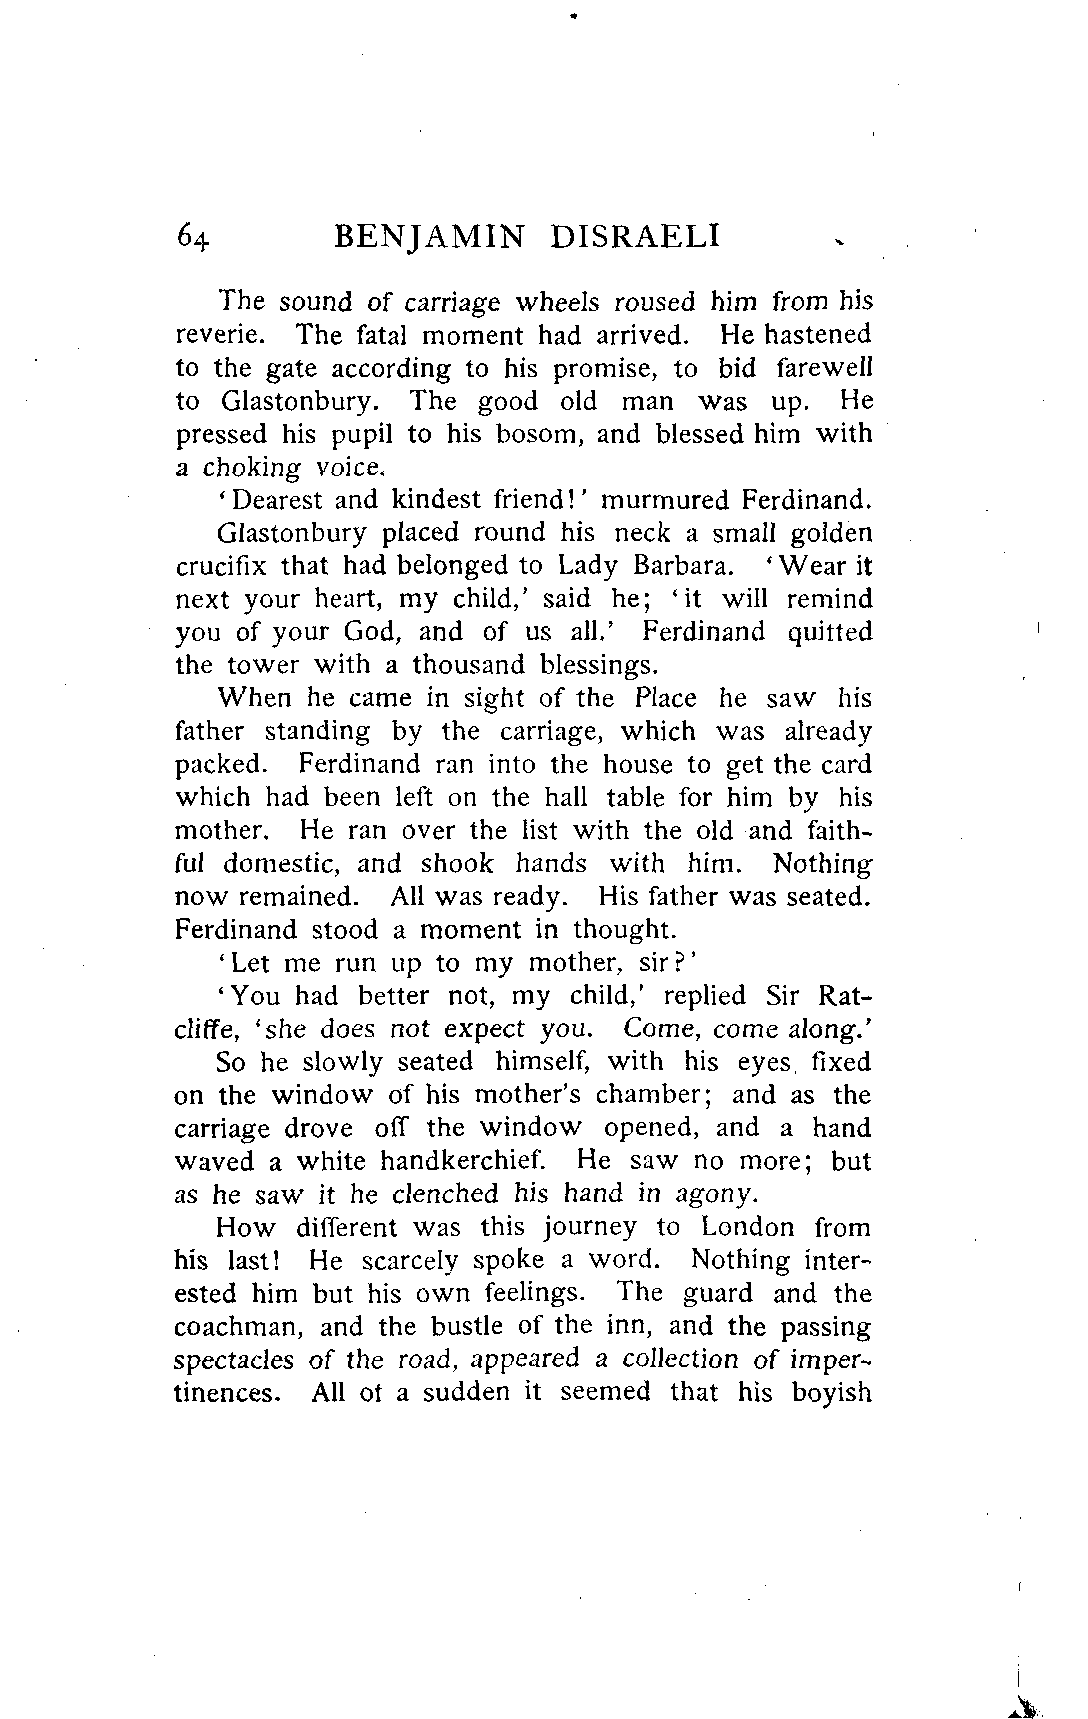 64 BENJAMIN DISRAELI
The sound of carriage wheels roused him from his
reverie. The fatal moment had arrived. He hastened
to the gate according to his promise, to bid farewell
to Glastonbury. The good old man was up. He
pressed his pupil to his bosom, and blessed him with
a choking voice.
‘Dearest and kindest friend!’ murmured Ferdinand.
Glastonbury placed round his neck a small golden
crucifix that had belonged to Lady Barbara. ‘Wear it
next your heart, my child,’ said he; ‘it will remind
you of your God, and of us all.’ Ferdinand quitted
the tower with a thousand blessings.
When he came in sight of the Place he saw his
father standing by the carriage, which was already
packed. Ferdinand ran into the house to get the card
which had been left on the hall table for him by his
mother. He ran over the list with the old and faith-
ful domestic, and shook hands with him. Nothing
now remained. All was ready. His father was seated.
Ferdinand stood a moment in thought.
‘Let me run up to my mother, sir?’
‘You had better not, my child,’ replied Sir Rat-
cliffe, ‘she does not expect you. Come, come along.’
So he slowly seated himself, with his eyes fixed
on the window of his mother’s chamber; and as the
carriage drove off the window opened, and a hand
waved a white handkerchief. He saw no more; but
as he saw it he clenched his hand in agony.
How different was this journey to London from
his last! He scarcely spoke a word. Nothing inter-
ested him but his own feelings. The guard and the
coachman, and the bustle of the inn, and the passing
spectacles of the road, appeared a collection of imper-
tinences. All of a sudden it seemed that his boyish